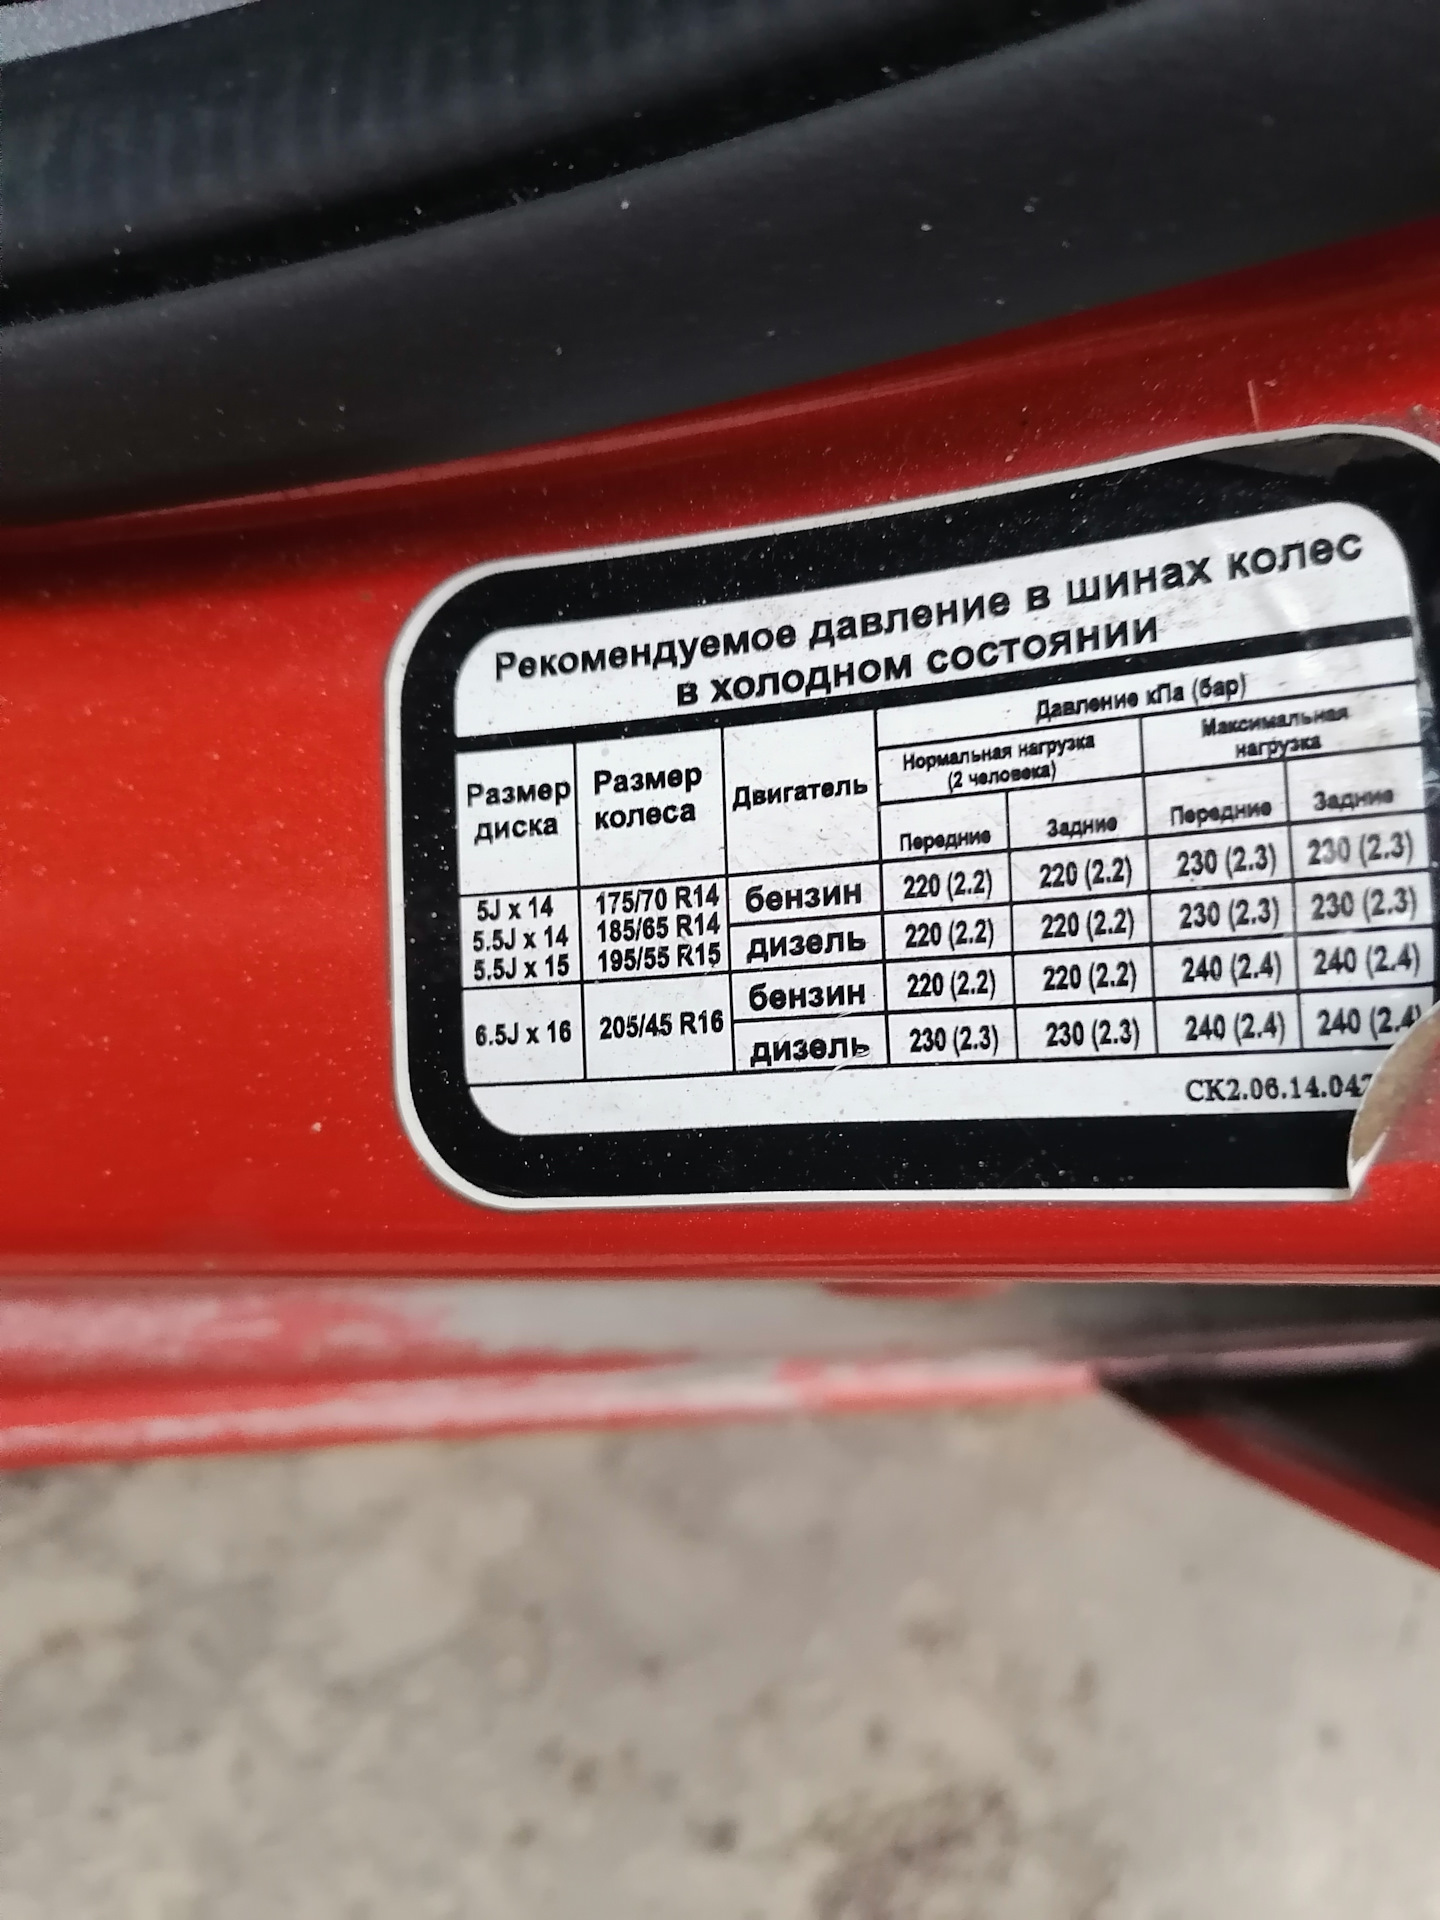 Рекомендуемое давление в шинах колес
в холодном состоянии
Размер диска Размер колеса Двигатель Давление кПа (бар)
Нормальная нагрузка (2 человека) Максимальная нагрузка
Передние Задние Передние Задние
5J x 14 175/70 R14 бензин 220 (2.2) 220 (2.2) 230 (2.3) 230 (2.3)
5.5J x 14 185/65 R14
5.5J x 15 195/55 R15 дизель 220 (2.2) 220 (2.2) 230 (2.3) 230 (2.3)
6.5J x 16 205/45 R16 бензин 220 (2.2) 220 (2.2) 240 (2.4) 240 (2.4)
дизель 230 (2.3) 230 (2.3) 240 (2.4) 240 (2.4)
СК2.06.14.047